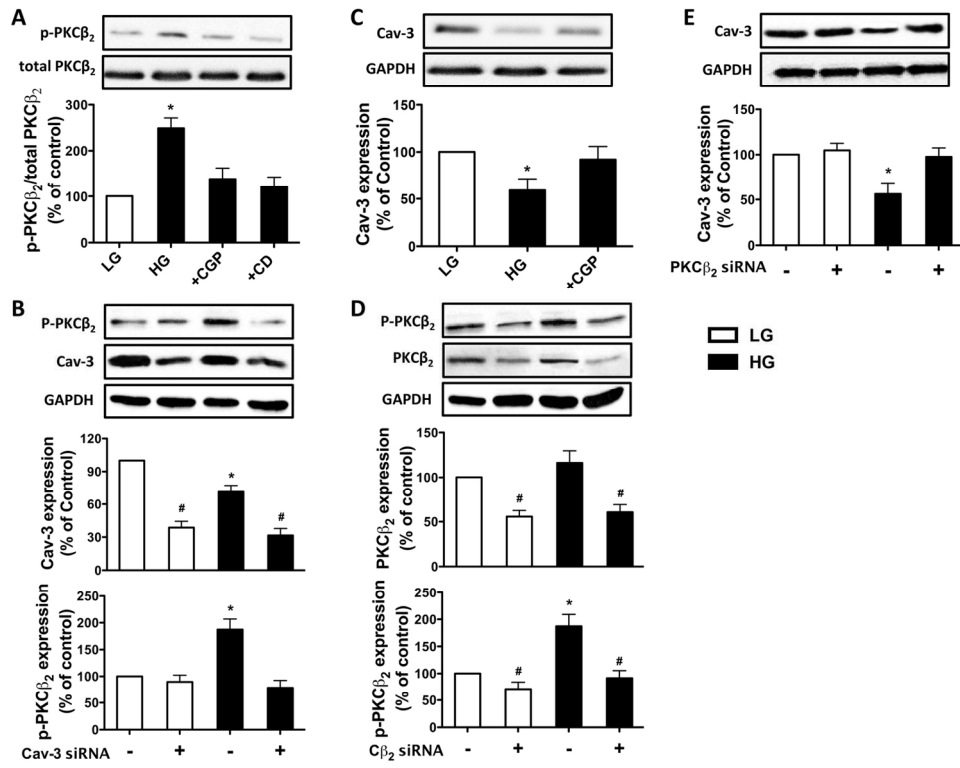 A
p-PKCβ2
total PKCβ2
p-PKCβ2/total PKCβ2
(% of control)
300
200
100
0
*
LG
HG
+CGP
+CD
B
P-PKCβ2
Cav-3
GAPDH
Cav-3 expression
(% of Control)
120
90
60
30
0
#
*
#
p-PKCβ2 expression
(% of control)
200
150
100
50
0
*
Cav-3 siRNA
-
+
-
+
C
Cav-3
GAPDH
Cav-3 expression
(% of Control)
150
100
50
0
*
LG
HG
+CGP
D
P-PKCβ2
PKCβ2
GAPDH
PKCβ2 expression
(% of Control)
150
100
50
0
#
#
p-PKCβ2 expression
(% of control)
250
200
150
100
50
0
#
*
#
Cβ2 siRNA
-
+
-
+
E
Cav-3
GAPDH
Cav-3 expression
(% of Control)
150
100
50
0
*
PKCβ2 siRNA
-
+
-
+
LG
HG